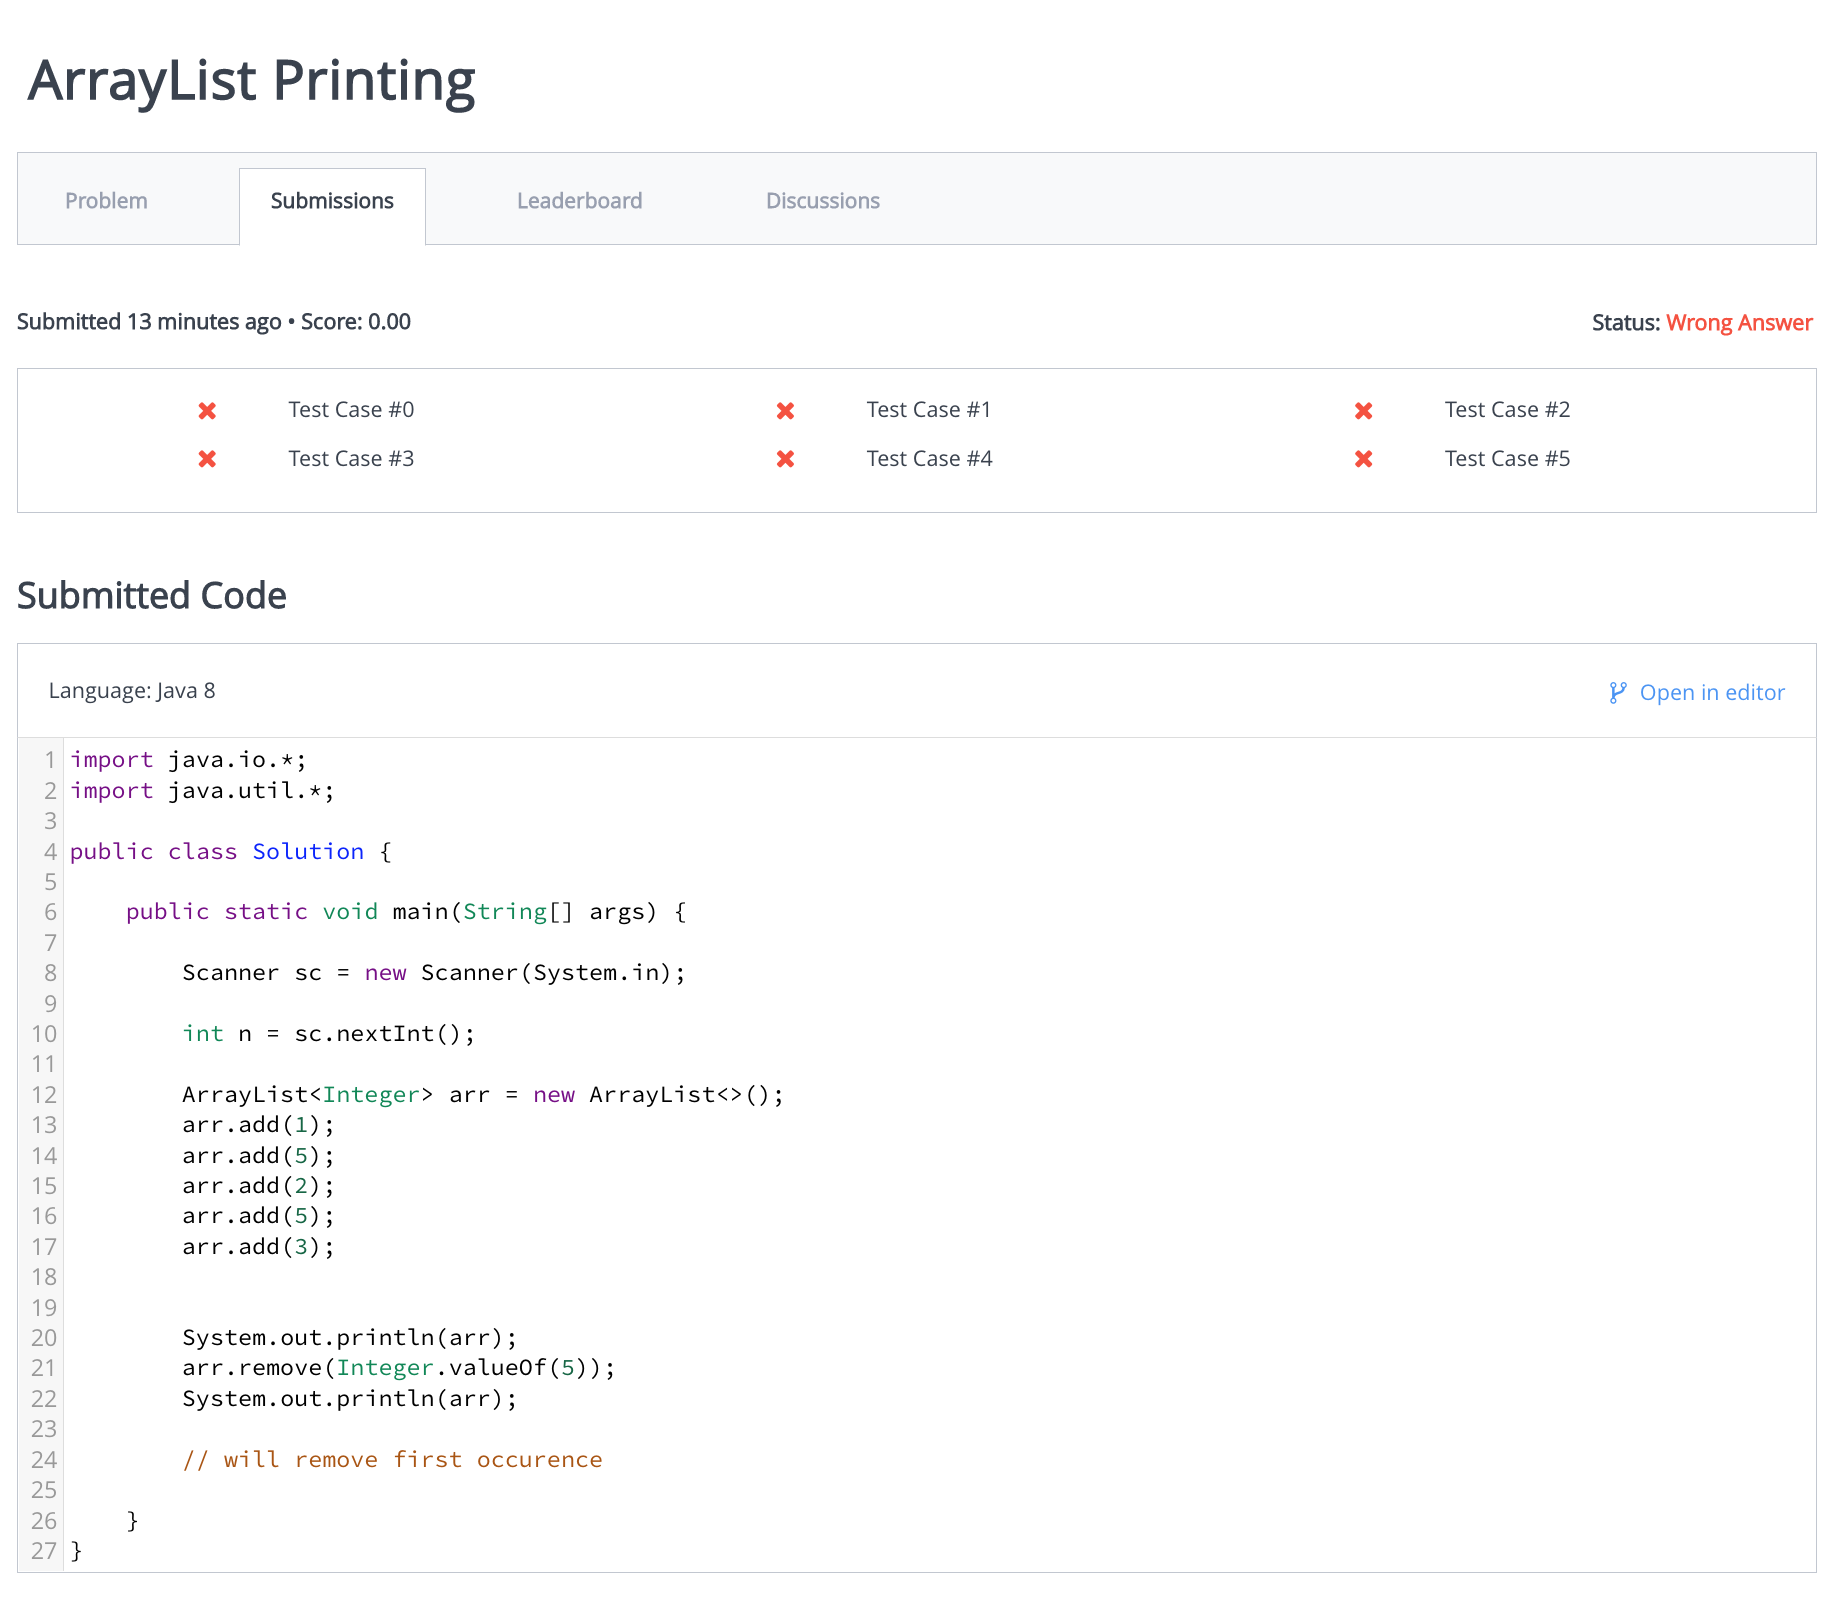 ArrayList Printing
Problem Submissions Leaderboard Discussions
Submitted 13 minutes ago • Score: 0.00 Status: Wrong Answer
Test Case #0 Test Case #1 Test Case #2
Test Case #3 Test Case #4 Test Case #5
Submitted Code
Language: Java 8 Open in editor
1 import java.io.*;
2 import java.util.*;
3
4 public class Solution {
5
6     public static void main(String[] args) {
7
8         Scanner sc = new Scanner(System.in);
9
10         int n = sc.nextInt();
11
12         ArrayList<Integer> arr = new ArrayList<>();
13         arr.add(1);
14         arr.add(5);
15         arr.add(2);
16         arr.add(5);
17         arr.add(3);
18
19
20         System.out.println(arr);
21         arr.remove(Integer.valueOf(5));
22         System.out.println(arr);
23
24         // will remove first occurence
25
26     }
27 }